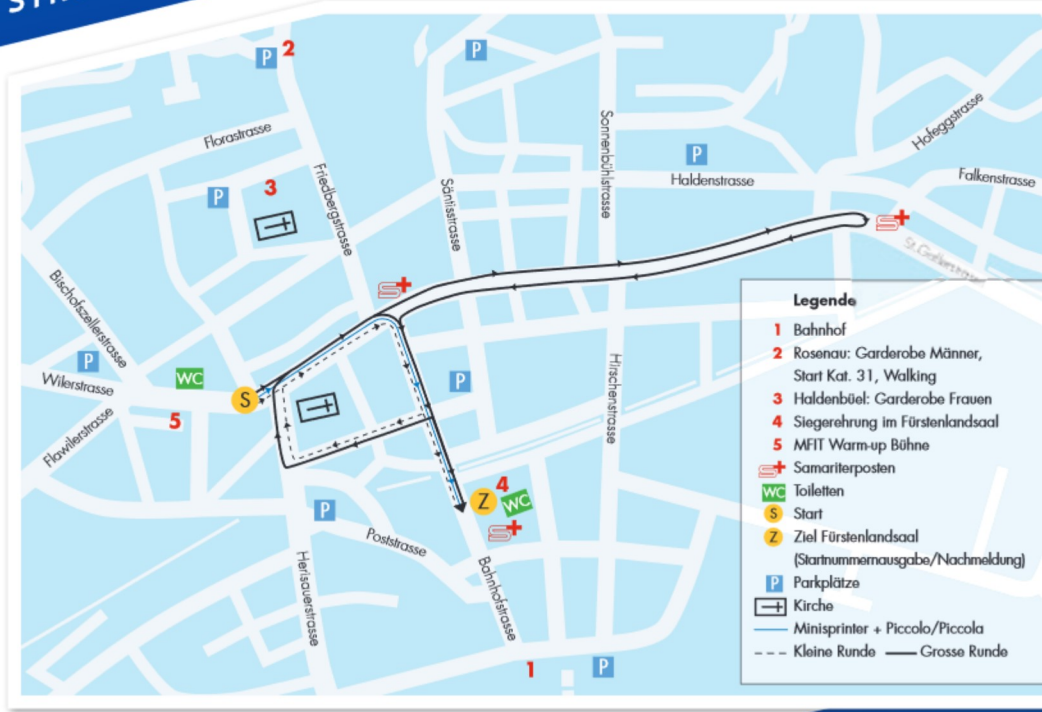 P 2
P
Florastrasse
Friedbergstrasse
Säntisstrasse
Sonnenbühlstrasse
P
Haldenstrasse
Hofeggstrasse
Falkenstrasse
P
3
St.Gallerstrasse
Bischofszellerstrasse
P
Wilerstrasse
WC
S
5
Flawilerstrasse
P
Hirschenstrasse
4
Z WC
P
Poststrasse
Herisauerstrasse
Bahnhofstrasse
1
P
Legende
1 Bahnhof
2 Rosenau: Garderobe Männer,
Start Kat. 31, Walking
3 Haldenbüel: Garderobe Frauen
4 Siegerehrung im Fürstenlandsaal
5 MFIT Warm-up Bühne
Samariterposten
WC Toiletten
S Start
Z Ziel Fürstenlandsaal
(Startnummernausgabe/Nachmeldung)
P Parkplätze
Kirche
Minisprinter + Piccolo/Piccola
Kleine Runde Grosse Runde